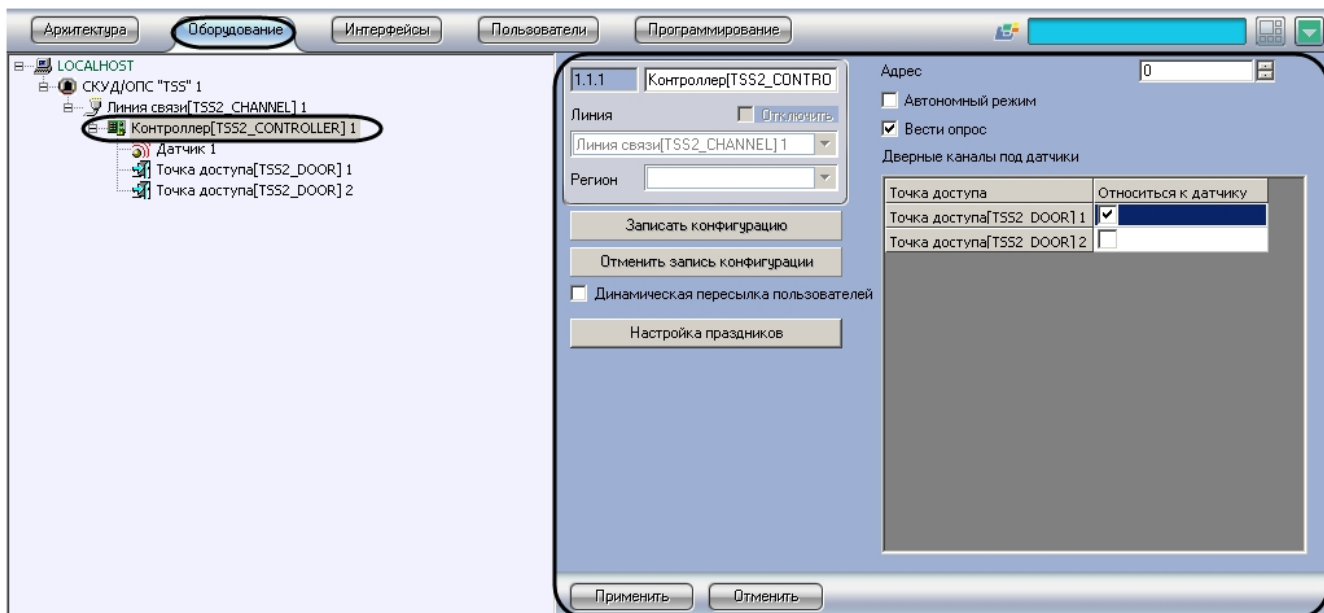 Архитектура Оборудование Интерфейсы Пользователи Программирование
LOCALHOST
СКУД/ОПС "TSS" 1
Линия связи[TSS2_CHANNEL] 1
Контроллер[TSS2_CONTROLLER] 1
Датчик 1
Точка доступа[TSS2_DOOR] 1
Точка доступа[TSS2_DOOR] 2
1.1.1 Контроллер[TSS2_CONTRO
Линия Отключить
Линия связи[TSS2_CHANNEL] 1
Регион
Записать конфигурацию
Отменить запись конфигурации
Динамическая пересылка пользователей
Настройка праздников
Адрес 0
Автономный режим
Вести опрос
Дверные каналы под датчики
Точка доступа Относиться к датчику
Точка доступа[TSS2_DOOR] 1
Точка доступа[TSS2_DOOR] 2
Применить Отменить